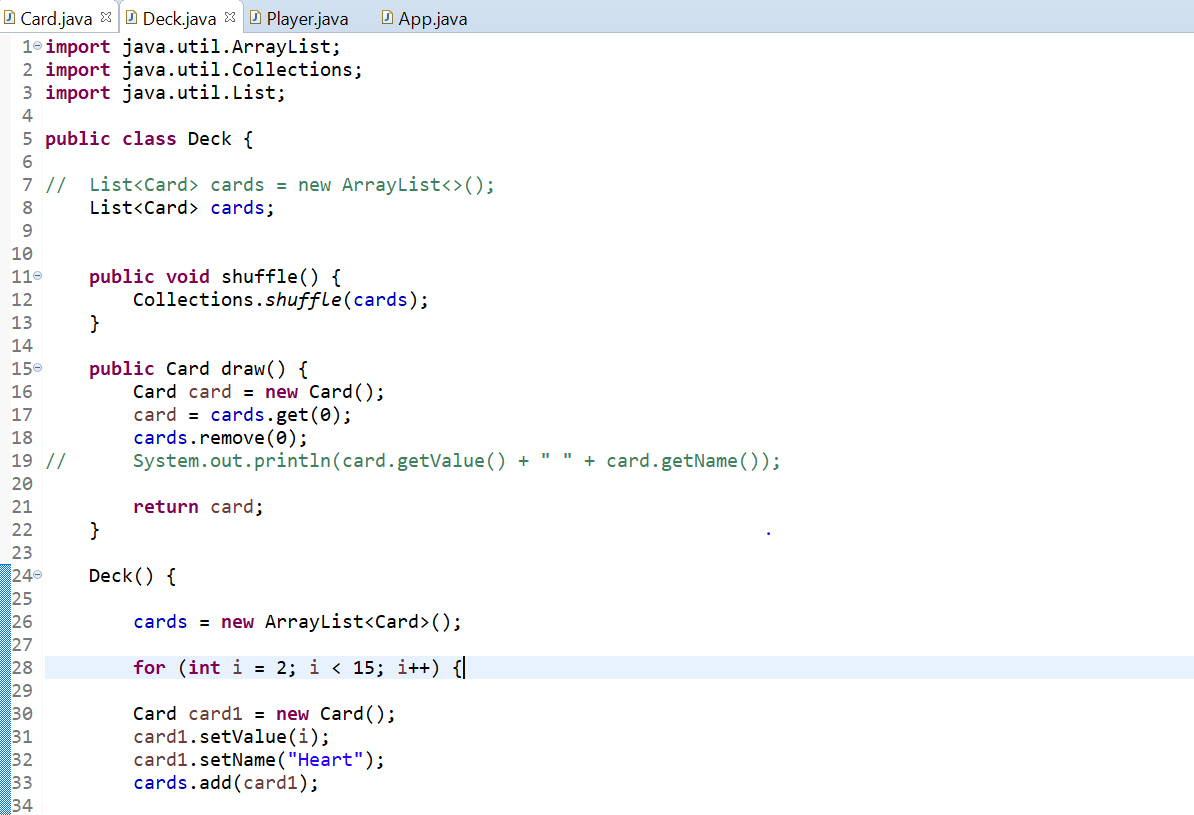 Card.java Deck.java Player.java App.java
1 import java.util.ArrayList;
2 import java.util.Collections;
3 import java.util.List;
4
5 public class Deck {
6
7 // List<Card> cards = new ArrayList<>();
8 List<Card> cards;
9
10
11 public void shuffle() {
12 Collections.shuffle(cards);
13 }
14
15 public Card draw() {
16 Card card = new Card();
17 card = cards.get(0);
18 cards.remove(0);
19 // System.out.println(card.getValue() + " " + card.getName());
20
21 return card;
22 }
23
24 Deck() {
25
26 cards = new ArrayList<Card>();
27
28 for (int i = 2; i < 15; i++) {
29
30 Card card1 = new Card();
31 card1.setValue(i);
32 card1.setName("Heart");
33 cards.add(card1);
34